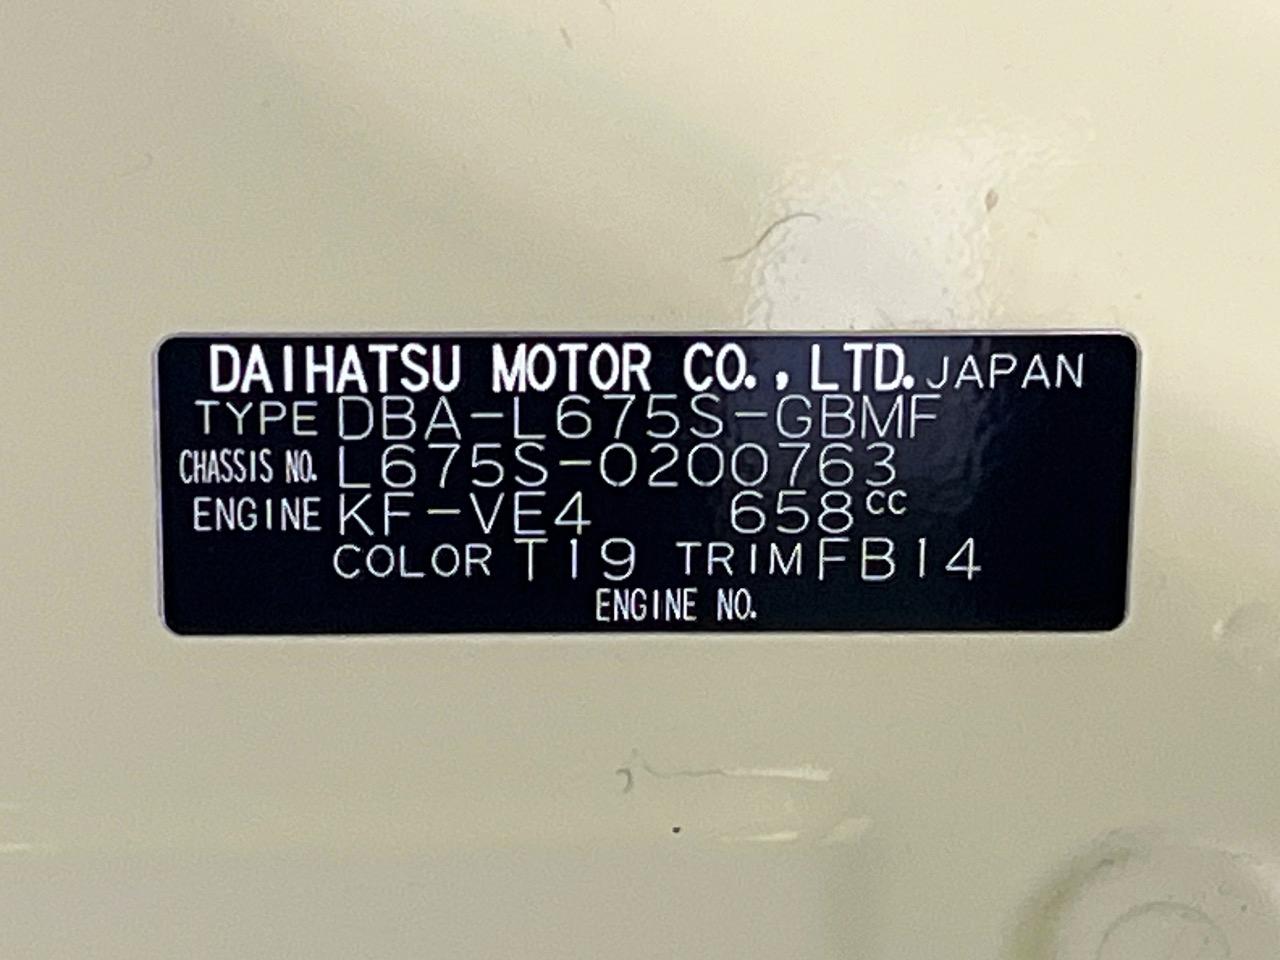 DAIHATSU MOTOR CO., LTD. JAPAN
TYPE DBA-L675S-GBMF
CHASSIS NO. L675S-0200763
ENGINE KF-VE4 658cc
COLOR T19 TRIM FB14
ENGINE NO.